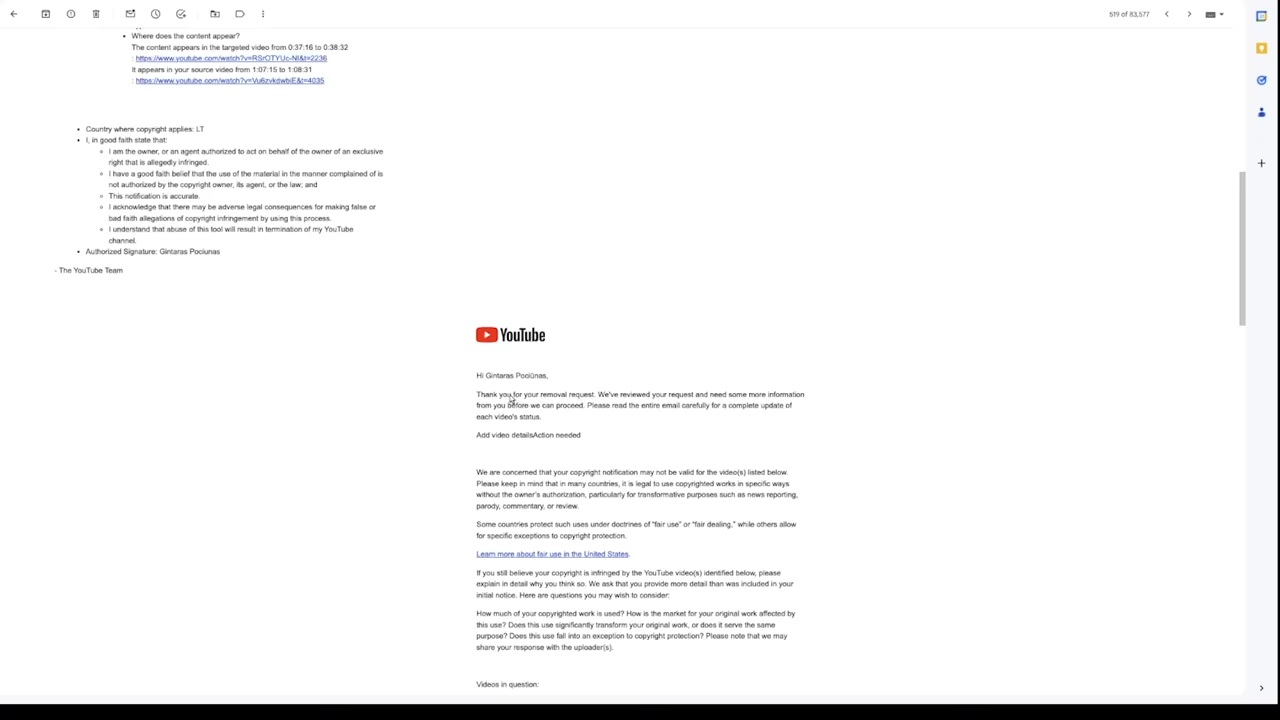 519 of 83,577
Where does the content appear?
The content appears in the targeted video from 0:37:16 to 0:38:32
: https://www.youtube.com/watch?v=RSrOTYUc-NI&t=2236
It appears in your source video from 1:07:15 to 1:08:31
: https://www.youtube.com/watch?v=Vu6zvkdwbiE&t=4035
Country where copyright applies: LT
I, in good faith state that:
I am the owner, or an agent authorized to act on behalf of the owner of an exclusive
right that is allegedly infringed.
I have a good faith belief that the use of the material in the manner complained of is
not authorized by the copyright owner, its agent, or the law; and
This notification is accurate.
I acknowledge that there may be adverse legal consequences for making false or
bad faith allegations of copyright infringement by using this process.
I understand that abuse of this tool will result in termination of my YouTube
channel.
Authorized Signature: Gintaras Pociunas
- The YouTube Team
YouTube
Hi Gintaras Pociūnas,
Thank you for your removal request. We've reviewed your request and need some more information
from you before we can proceed. Please read the entire email carefully for a complete update of
each video's status.
Add video detailsAction needed
We are concerned that your copyright notification may not be valid for the video(s) listed below.
Please keep in mind that in many countries, it is legal to use copyrighted works in specific ways
without the owner's authorization, particularly for transformative purposes such as news reporting,
parody, commentary, or review.
Some countries protect such uses under doctrines of "fair use" or "fair dealing," while others allow
for specific exceptions to copyright protection.
Learn more about fair use in the United States.
If you still believe your copyright is infringed by the YouTube video(s) identified below, please
explain in detail why you think so. We ask that you provide more detail than was included in your
initial notice. Here are questions you may wish to consider:
How much of your copyrighted work is used? How is the market for your original work affected by
this use? Does this use significantly transform your original work, or does it serve the same
purpose? Does this use fall into an exception to copyright protection? Please note that we may
share your response with the uploader(s).
Videos in question: